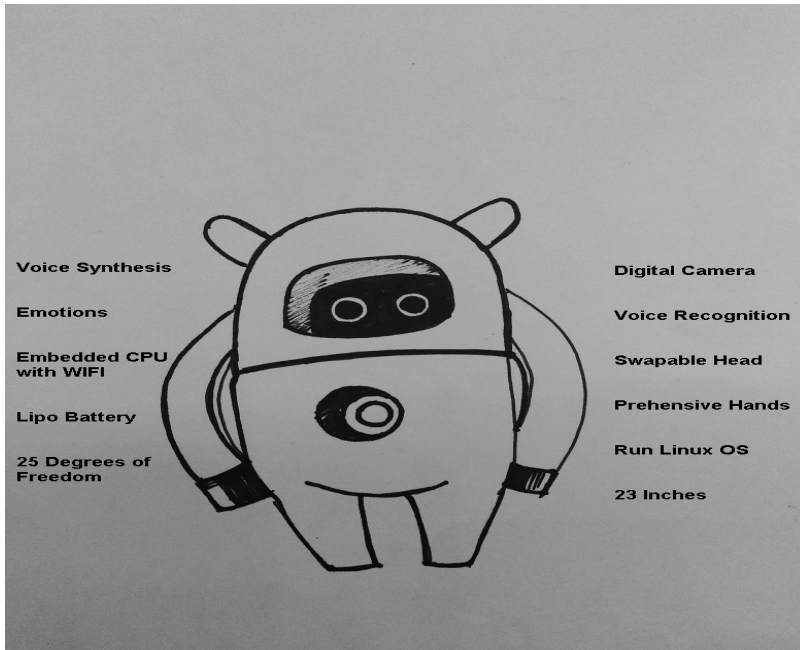 Voice Synthesis
Emotions
Embedded CPU
with WIFI
Lipo Battery
25 Degrees of
Freedom
Digital Camera
Voice Recognition
Swapable Head
Prehensive Hands
Run Linux OS
23 Inches